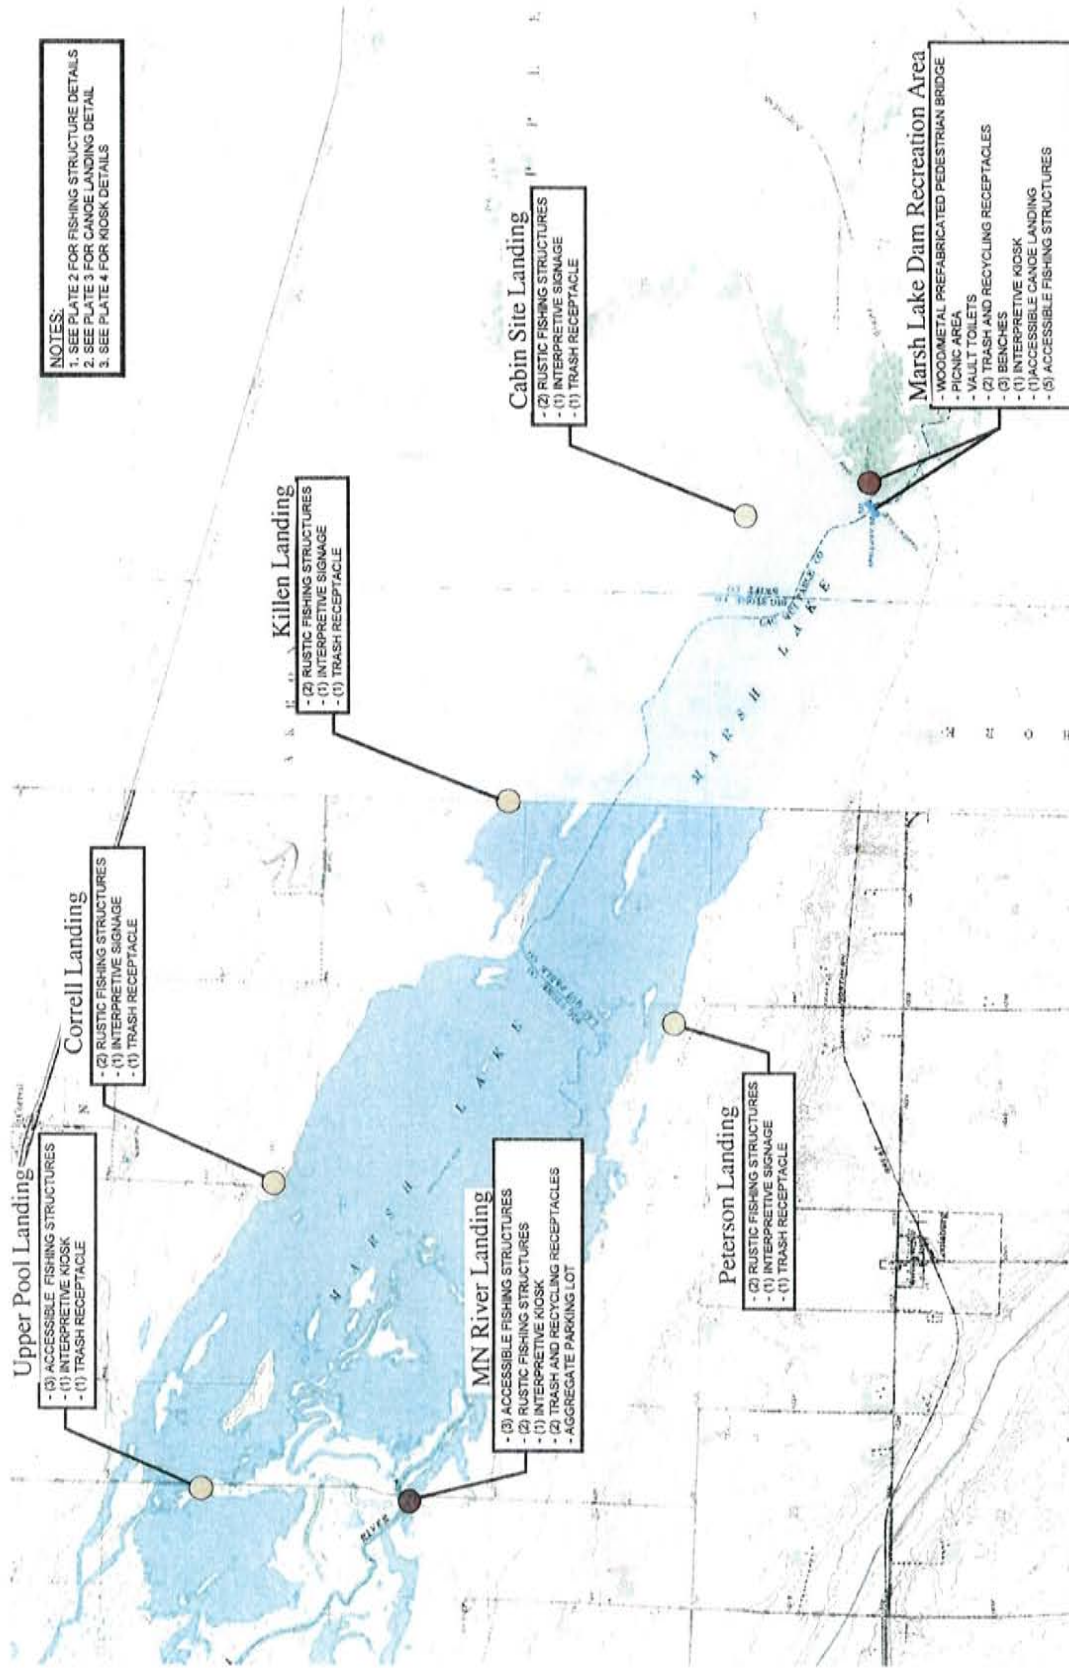 NOTES:
1. SEE PLATE 2 FOR FISHING STRUCTURE DETAILS
2. SEE PLATE 3 FOR CANOE LANDING DETAIL
3. SEE PLATE 4 FOR KIOSK DETAILS
Upper Pool Landing
- (3) ACCESSIBLE FISHING STRUCTURES
- (1) INTERPRETIVE KIOSK
- (1) TRASH RECEPTACLE
Correll Landing
- (2) RUSTIC FISHING STRUCTURES
- (1) INTERPRETIVE SIGNAGE
- (1) TRASH RECEPTACLE
Killen Landing
- (2) RUSTIC FISHING STRUCTURES
- (1) INTERPRETIVE SIGNAGE
- (1) TRASH RECEPTACLE
Cabin Site Landing
- (2) RUSTIC FISHING STRUCTURES
- (1) INTERPRETIVE SIGNAGE
- (1) TRASH RECEPTACLE
Marsh Lake Dam Recreation Area
- WOOD/METAL PREFABRICATED PEDESTRIAN BRIDGE
- PICNIC AREA
- VAULT TOILETS
- (2) TRASH AND RECYCLING RECEPTACLES
- (3) BENCHES
- (1) INTERPRETIVE KIOSK
- (1)ACCESSIBLE CANOE LANDING
- (5) ACCESSIBLE FISHING STRUCTURES
MN River Landing
- (3) ACCESSIBLE FISHING STRUCTURES
- (2) RUSTIC FISHING STRUCTURES
- (1) INTERPRETIVE KIOSK
- (2) TRASH AND RECYCLING RECEPTACLES
- AGGREGATE PARKING LOT
Peterson Landing
- (2) RUSTIC FISHING STRUCTURES
- (1) INTERPRETIVE SIGNAGE
- (1) TRASH RECEPTACLE
MARSH LAKE
MARSH LAKE
RIVER
Correll